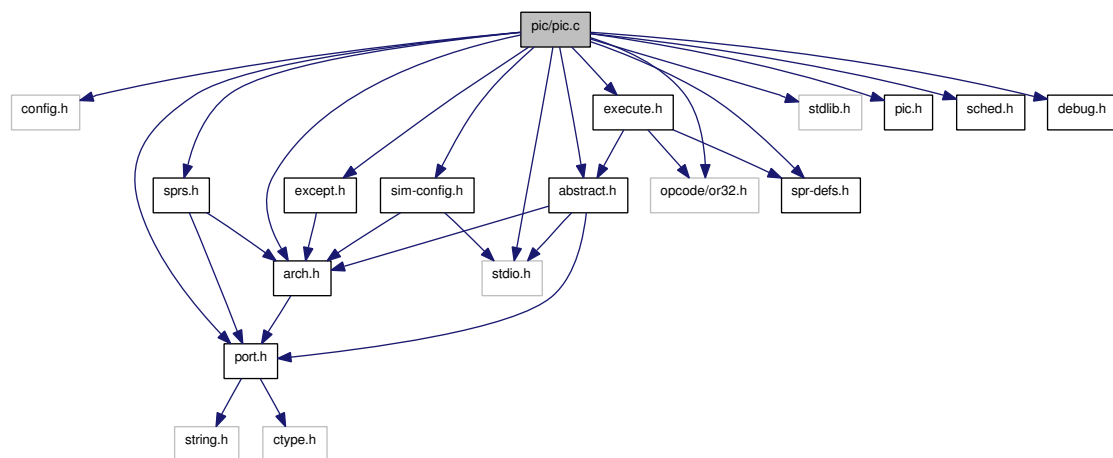 pic/pic.c
config.h
execute.h
stdlib.h
pic.h
sched.h
debug.h
sprs.h
except.h
sim-config.h
abstract.h
opcode/or32.h
spr-defs.h
arch.h
stdio.h
port.h
string.h
ctype.h